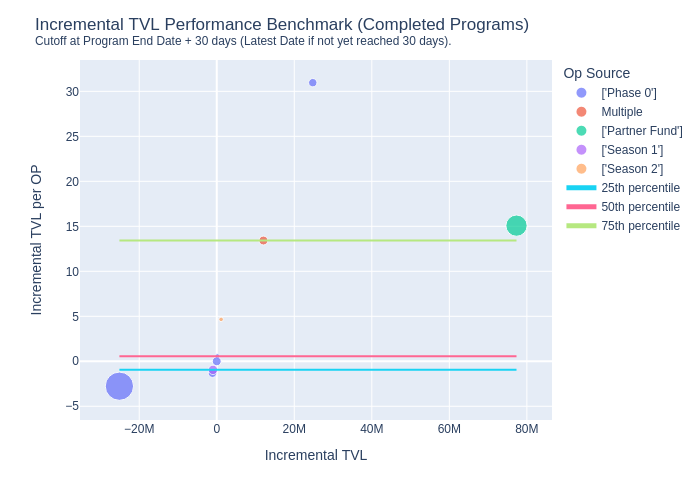 Incremental TVL Performance Benchmark (Completed Programs)
Cutoff at Program End Date + 30 days (Latest Date if not yet reached 30 days).
Op Source
['Phase 0']
Multiple
['Partner Fund']
['Season 1']
['Season 2']
25th percentile
50th percentile
75th percentile
Incremental TVL per OP
30
25
20
15
10
5
0
−5
−20M
0
20M
40M
60M
80M
Incremental TVL